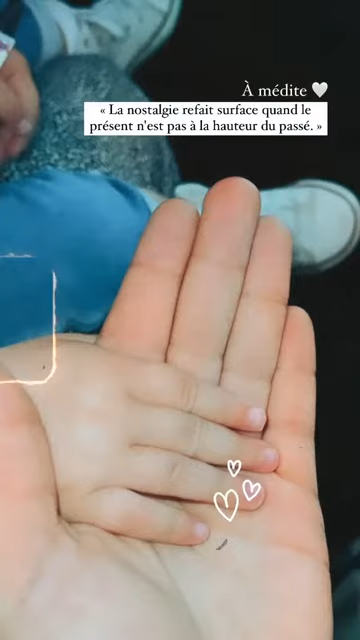 À médite 🤍
« La nostalgie refait surface quand le
présent n'est pas à la hauteur du passé. »